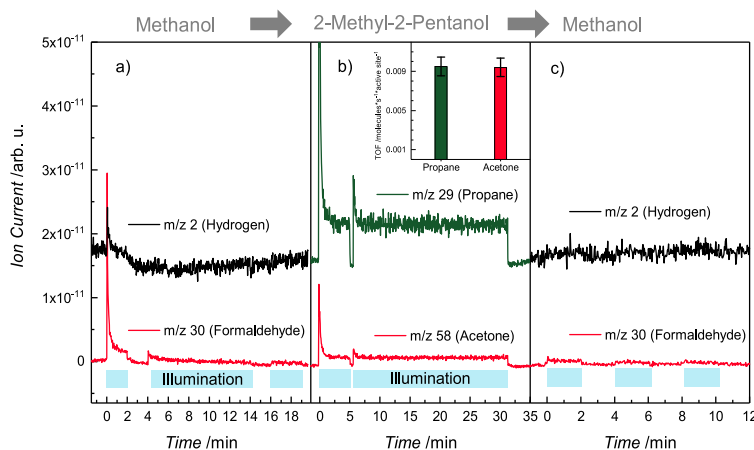 Methanol 2-Methyl-2-Pentanol Methanol
Ion Current /arb. u.
5x10⁻¹¹
4x10⁻¹¹
3x10⁻¹¹
2x10⁻¹¹
1x10⁻¹¹
0
a)
m/z 2 (Hydrogen)
m/z 30 (Formaldehyde)
Illumination
0 2 4 6 8 10 12 14 16 18
Time /min
b)
TOF /molecules*s⁻¹*active site⁻¹
0.009
0.005
0.001
Propane Acetone
m/z 29 (Propane)
m/z 58 (Acetone)
Illumination
0 5 10 15 20 25 30 35
Time /min
c)
m/z 2 (Hydrogen)
m/z 30 (Formaldehyde)
0 2 4 6 8 10 12
Time /min